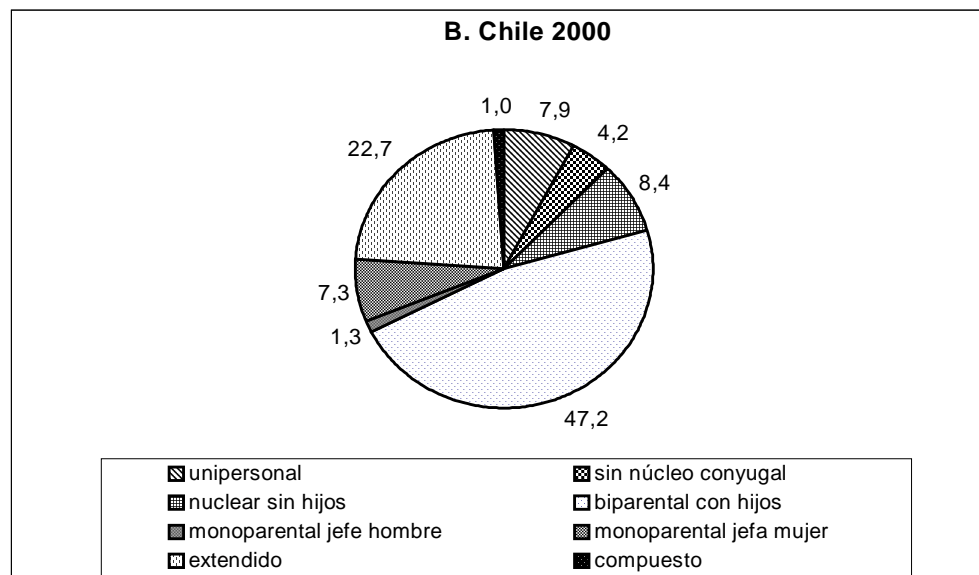 B. Chile 2000
1,0
7,9
4,2
22,7
8,4
7,3
1,3
47,2
unipersonal
sin núcleo conyugal
nuclear sin hijos
biparental con hijos
monoparental jefe hombre
monoparental jefa mujer
extendido
compuesto